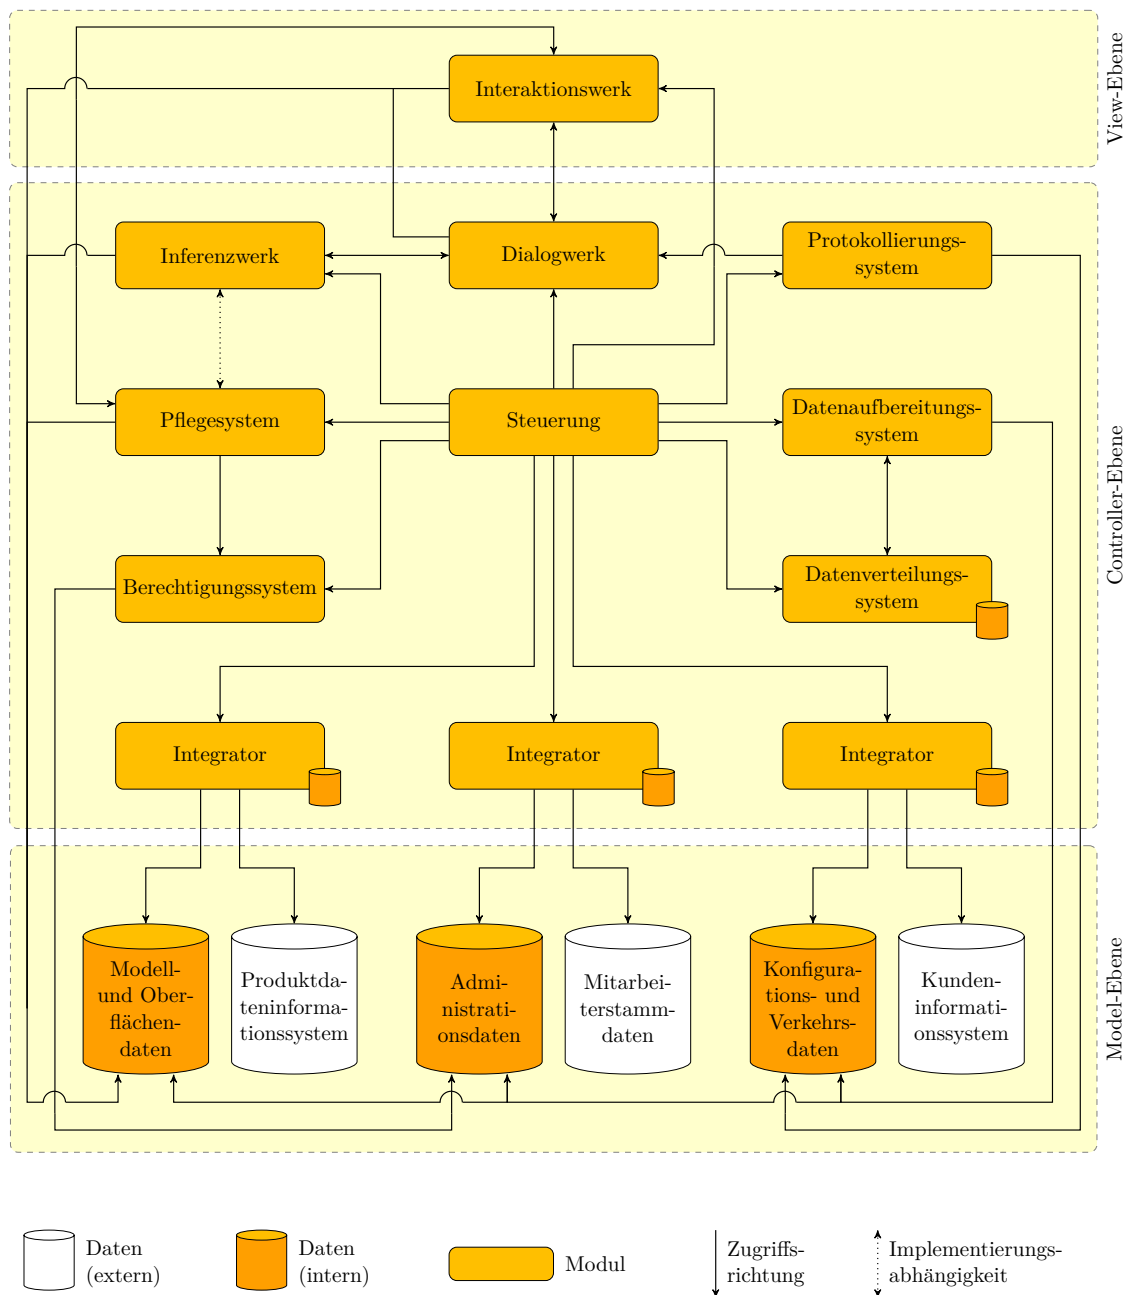 View-Ebene
Interaktionswerk
Controller-Ebene
Inferenzwerk
Dialogwerk
Protokollierungs-
system
Pflegesystem
Steuerung
Datenaufbereitungs-
system
Berechtigungssystem
Datenverteilungs-
system
Integrator
Integrator
Integrator
Model-Ebene
Modell-
und Ober-
flächen-
daten
Produktda-
teninforma-
tionssystem
Admi-
nistrati-
onsdaten
Mitarbei-
terstamm-
daten
Konfigura-
tions- und
Verkehrs-
daten
Kunden-
informati-
onssystem
Daten
(extern)
Daten
(intern)
Modul
Zugriffs-
richtung
Implementierungs-
abhängigkeit